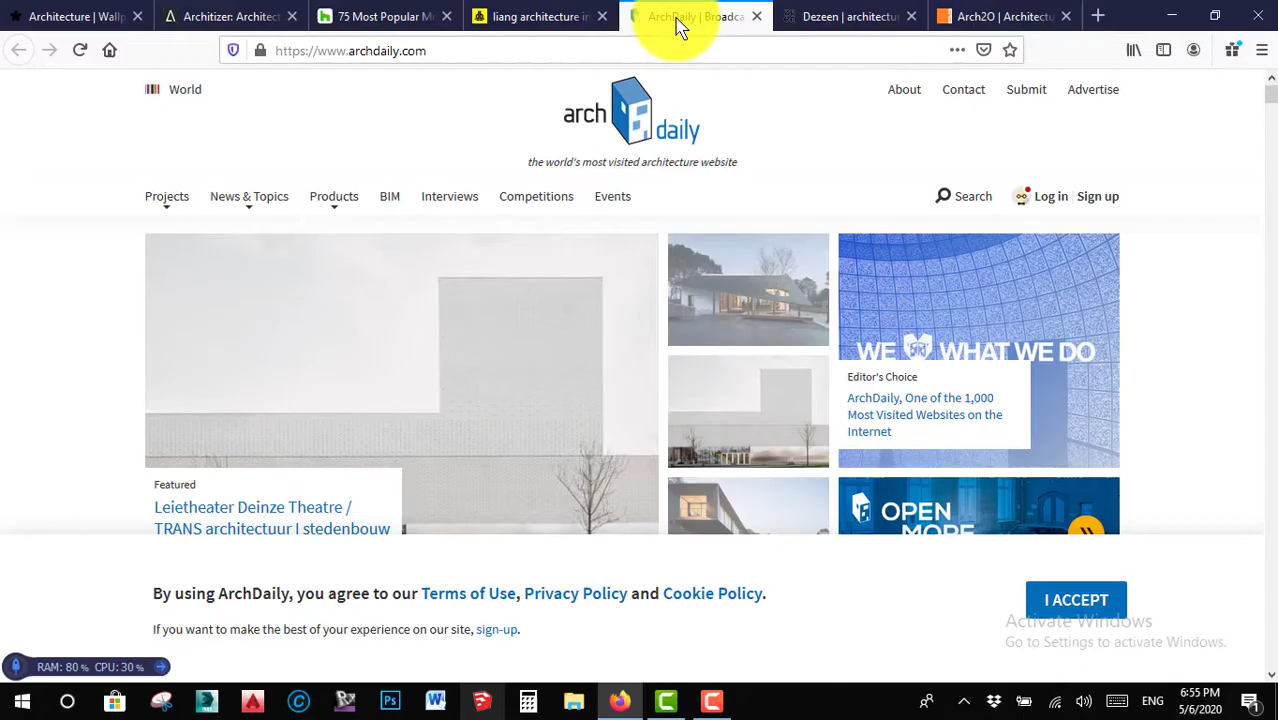 Architecture | Wallp
Architizer: Architect
75 Most Popular M
liang architecture in
ArchDaily | Broadca
Dezeen | architectur
Arch2O | Architectu
https://www.archdaily.com
World
About
Contact
Submit
Advertise
arch daily
the world's most visited architecture website
Projects
News & Topics
Products
BIM
Interviews
Competitions
Events
Search
Log in | Sign up
WE WHAT WE DO
Editor's Choice
ArchDaily, One of the 1,000
Most Visited Websites on the
Internet
Featured
Leietheater Deinze Theatre /
TRANS architectuur I stedenbouw
OPEN
MORE
By using ArchDaily, you agree to our Terms of Use, Privacy Policy and Cookie Policy.
I ACCEPT
If you want to make the best of your experience on our site, sign-up.
Activate Windows
Go to Settings to activate Windows.
RAM: 80 % CPU: 30 %
Ps
ENG
6:55 PM
5/6/2020